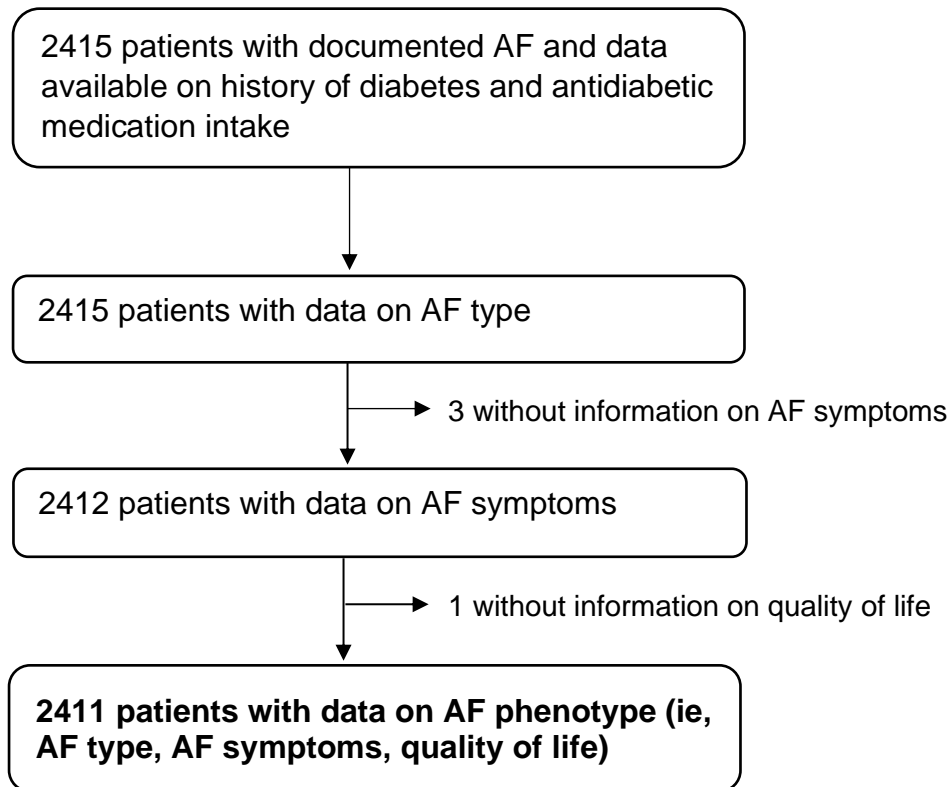 2415 patients with documented AF and data
available on history of diabetes and antidiabetic
medication intake
2415 patients with data on AF type
3 without information on AF symptoms
2412 patients with data on AF symptoms
1 without information on quality of life
2411 patients with data on AF phenotype (ie,
AF type, AF symptoms, quality of life)